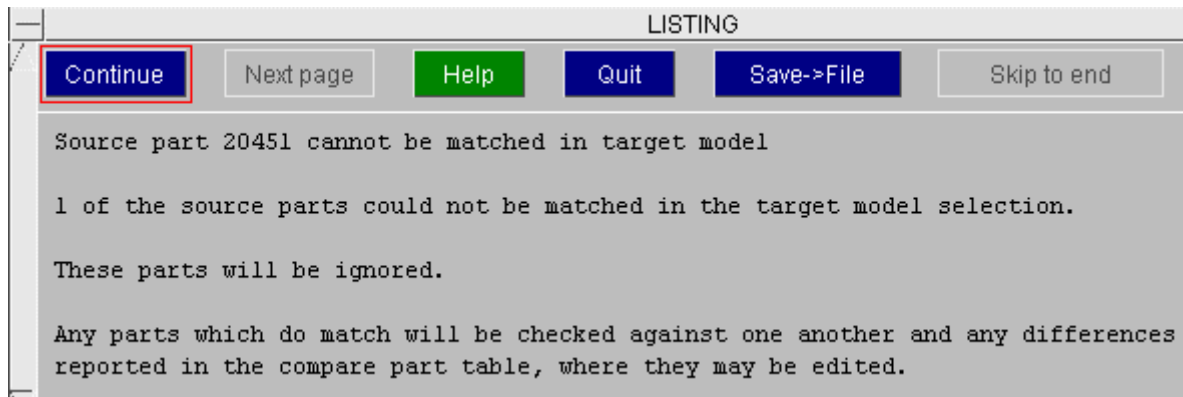 LISTING
Continue Next page Help Quit Save->File Skip to end
Source part 20451 cannot be matched in target model
1 of the source parts could not be matched in the target model selection.
These parts will be ignored.
Any parts which do match will be checked against one another and any differences
reported in the compare part table, where they may be edited.